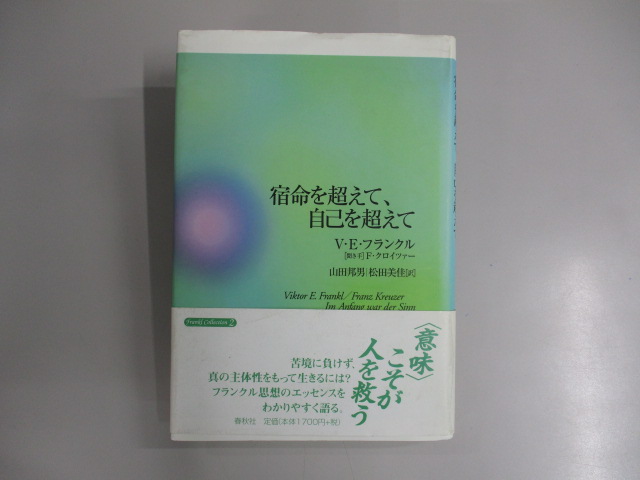 宿命を超えて、
自己を超えて
V・E・フランクル
[聞き手]F・クロイツァー
山田邦男/松田美佳[訳]
Viktor E. Frankl／Franz Kreuzer
Im Anfang war der Sinn
Frankl Collection 2
〈意味〉
こそが
人を救う
苦境に負けず、
真の主体性をもって生きるには?
フランクル思想のエッセンスを
わかりやすく語る。
春秋社 定価(本体1700円+税)